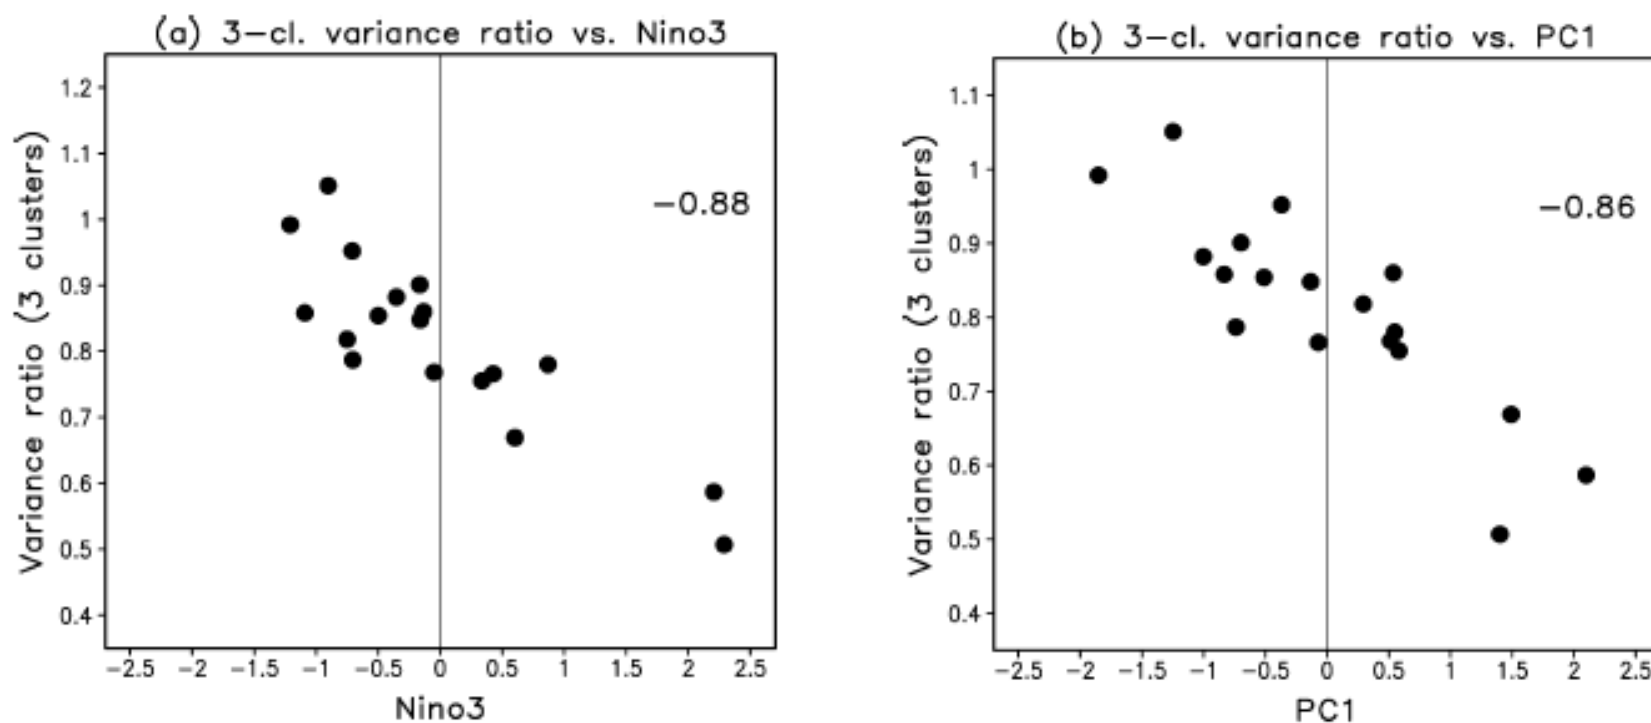 (a) 3-cl. variance ratio vs. Nino3
Variance ratio (3 clusters)
1.2
1.1
1
0.9
0.8
0.7
0.6
0.5
0.4
-0.88
-2.5 -2 -1.5 -1 -0.5 0 0.5 1 1.5 2 2.5
Nino3
(b) 3-cl. variance ratio vs. PC1
Variance ratio (3 clusters)
1.1
1
0.9
0.8
0.7
0.6
0.5
0.4
-0.86
-2.5 -2 -1.5 -1 -0.5 0 0.5 1 1.5 2 2.5
PC1